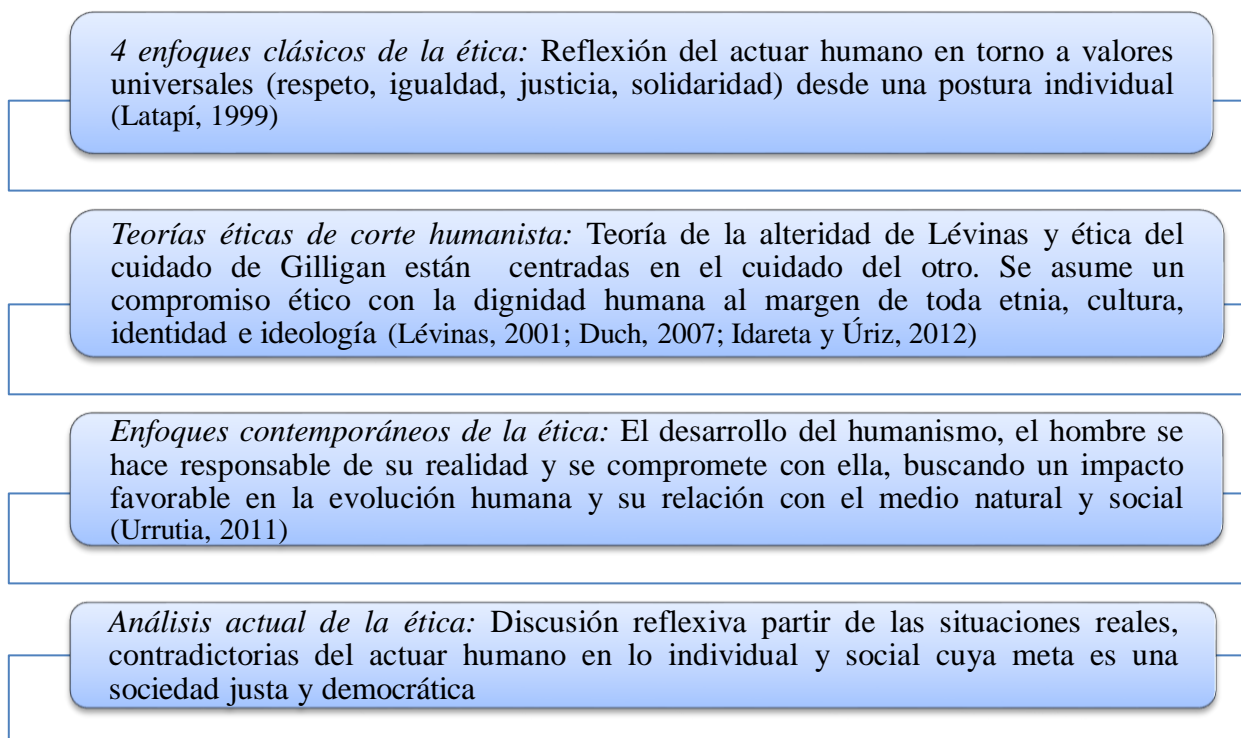 4 enfoques clásicos de la ética: Reflexión del actuar humano en torno a valores
universales (respeto, igualdad, justicia, solidaridad) desde una postura individual
(Latapí, 1999)
Teorías éticas de corte humanista: Teoría de la alteridad de Lévinas y ética del
cuidado de Gilligan están centradas en el cuidado del otro. Se asume un
compromiso ético con la dignidad humana al margen de toda etnia, cultura,
identidad e ideología (Lévinas, 2001; Duch, 2007; Idareta y Úriz, 2012)
Enfoques contemporáneos de la ética: El desarrollo del humanismo, el hombre se
hace responsable de su realidad y se compromete con ella, buscando un impacto
favorable en la evolución humana y su relación con el medio natural y social
(Urrutia, 2011)
Análisis actual de la ética: Discusión reflexiva partir de las situaciones reales,
contradictorias del actuar humano en lo individual y social cuya meta es una
sociedad justa y democrática